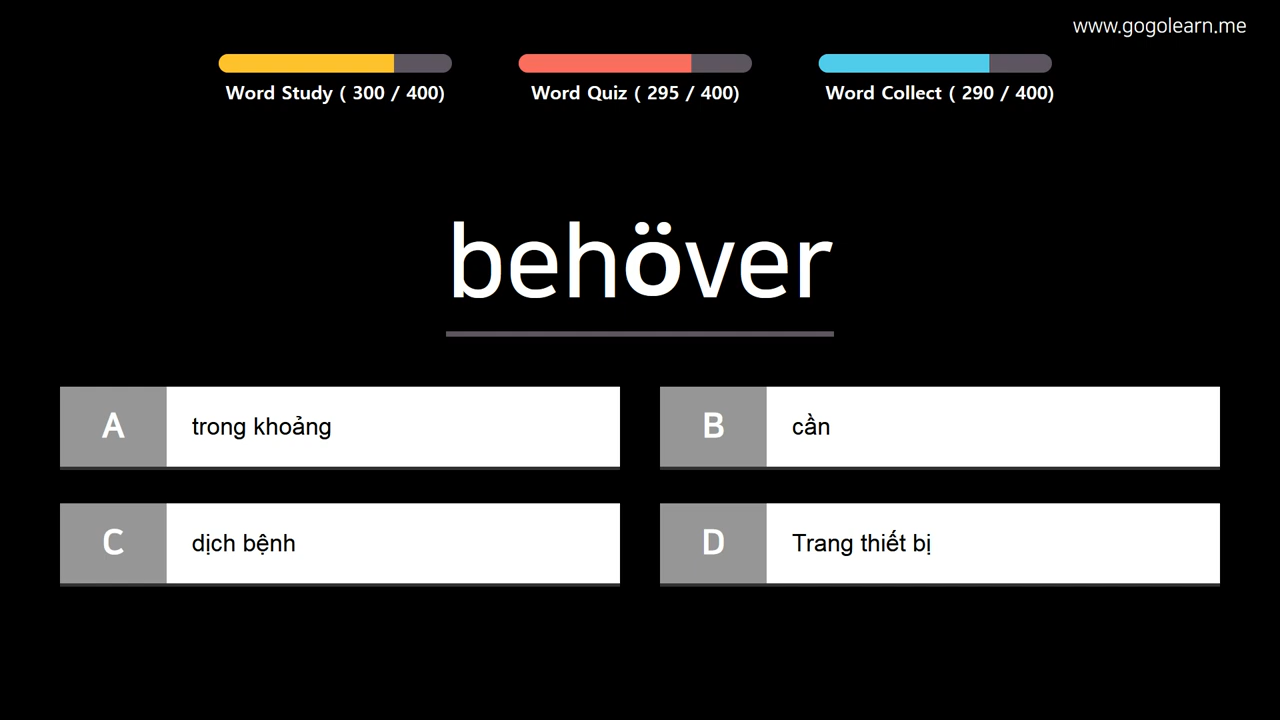 www.gogolearn.me
Word Study ( 300 / 400)
Word Quiz ( 295 / 400)
Word Collect ( 290 / 400)
behöver
A
trong khoảng
B
cần
C
dịch bệnh
D
Trang thiết bị